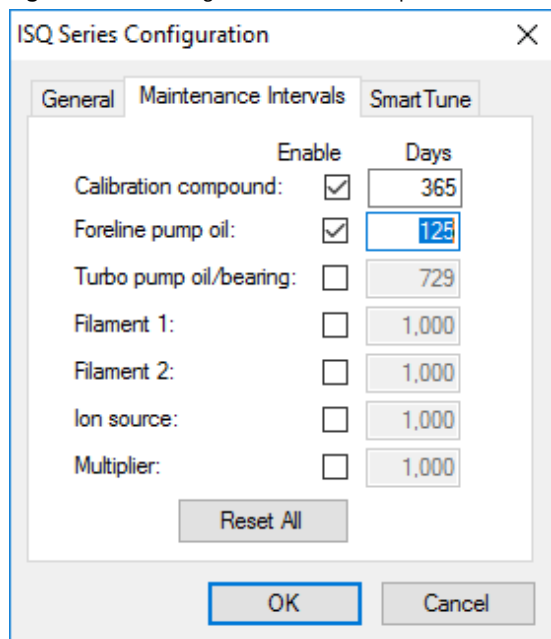 ISQ Series Configuration
General Maintenance Intervals SmartTune
Enable Days
Calibration compound: 365
Foreline pump oil: 125
Turbo pump oil/bearing: 729
Filament 1: 1,000
Filament 2: 1,000
Ion source: 1,000
Multiplier: 1,000
Reset All
OK Cancel